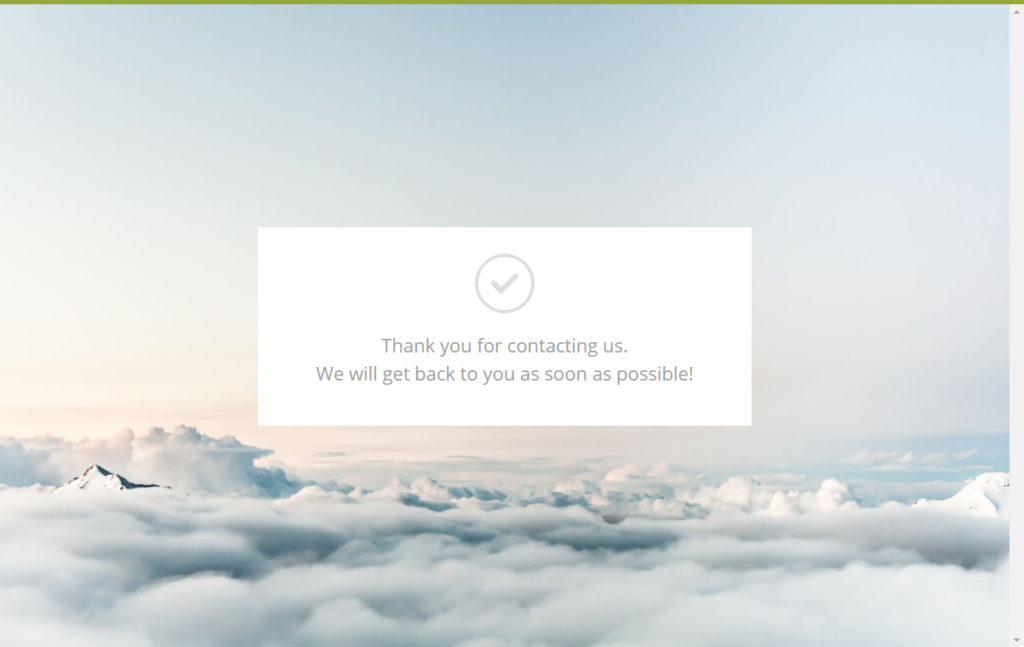 Thank you for contacting us.
We will get back to you as soon as possible!